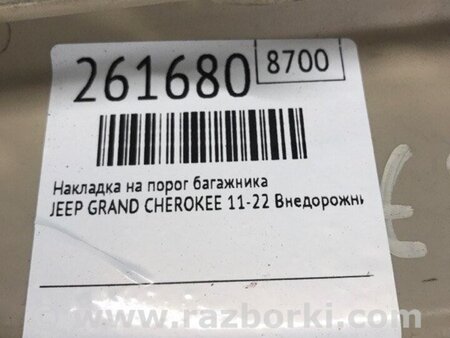 261680 8700
Накладка на порог багажника
JEEP GRAND CHEROKEE 11-22 Внедорожни
www.razborki.com